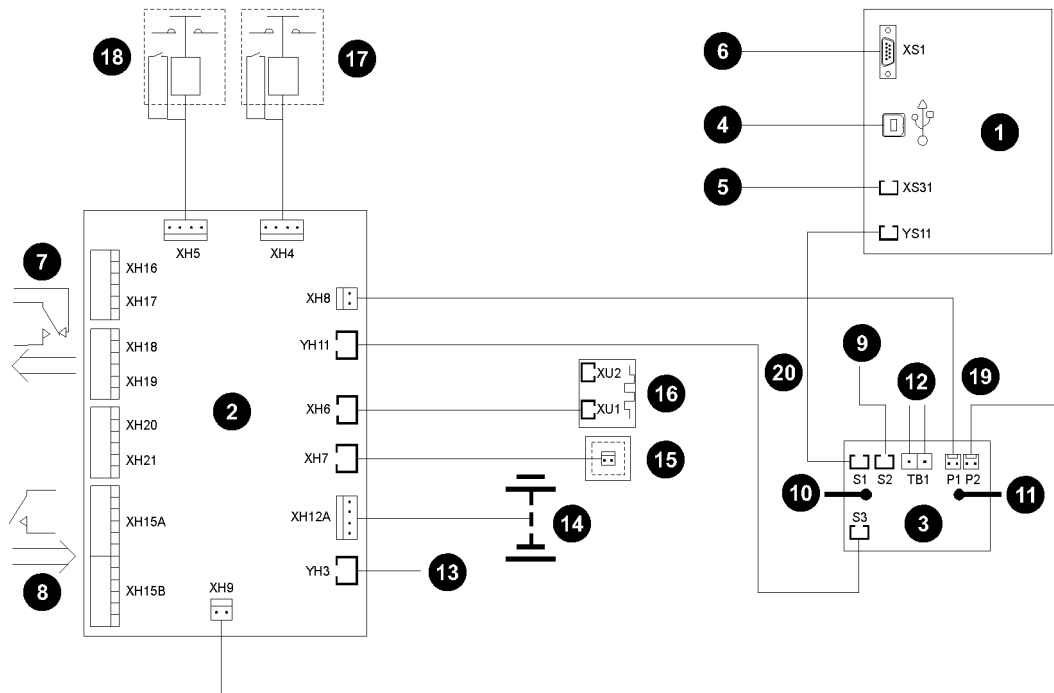 18
17
6
XS1
4
1
5
XS31
YS11
XH5
XH4
7
XH16
XH17
XH8
XH18
YH11
9
XH19
XU2
20
12
19
2
XH6
XU1
16
XH20
XH21
XH7
15
S1
S2
TB1
P1
P2
10
11
XH15A
XH12A
14
S3
3
8
XH15B
XH9
YH3
13